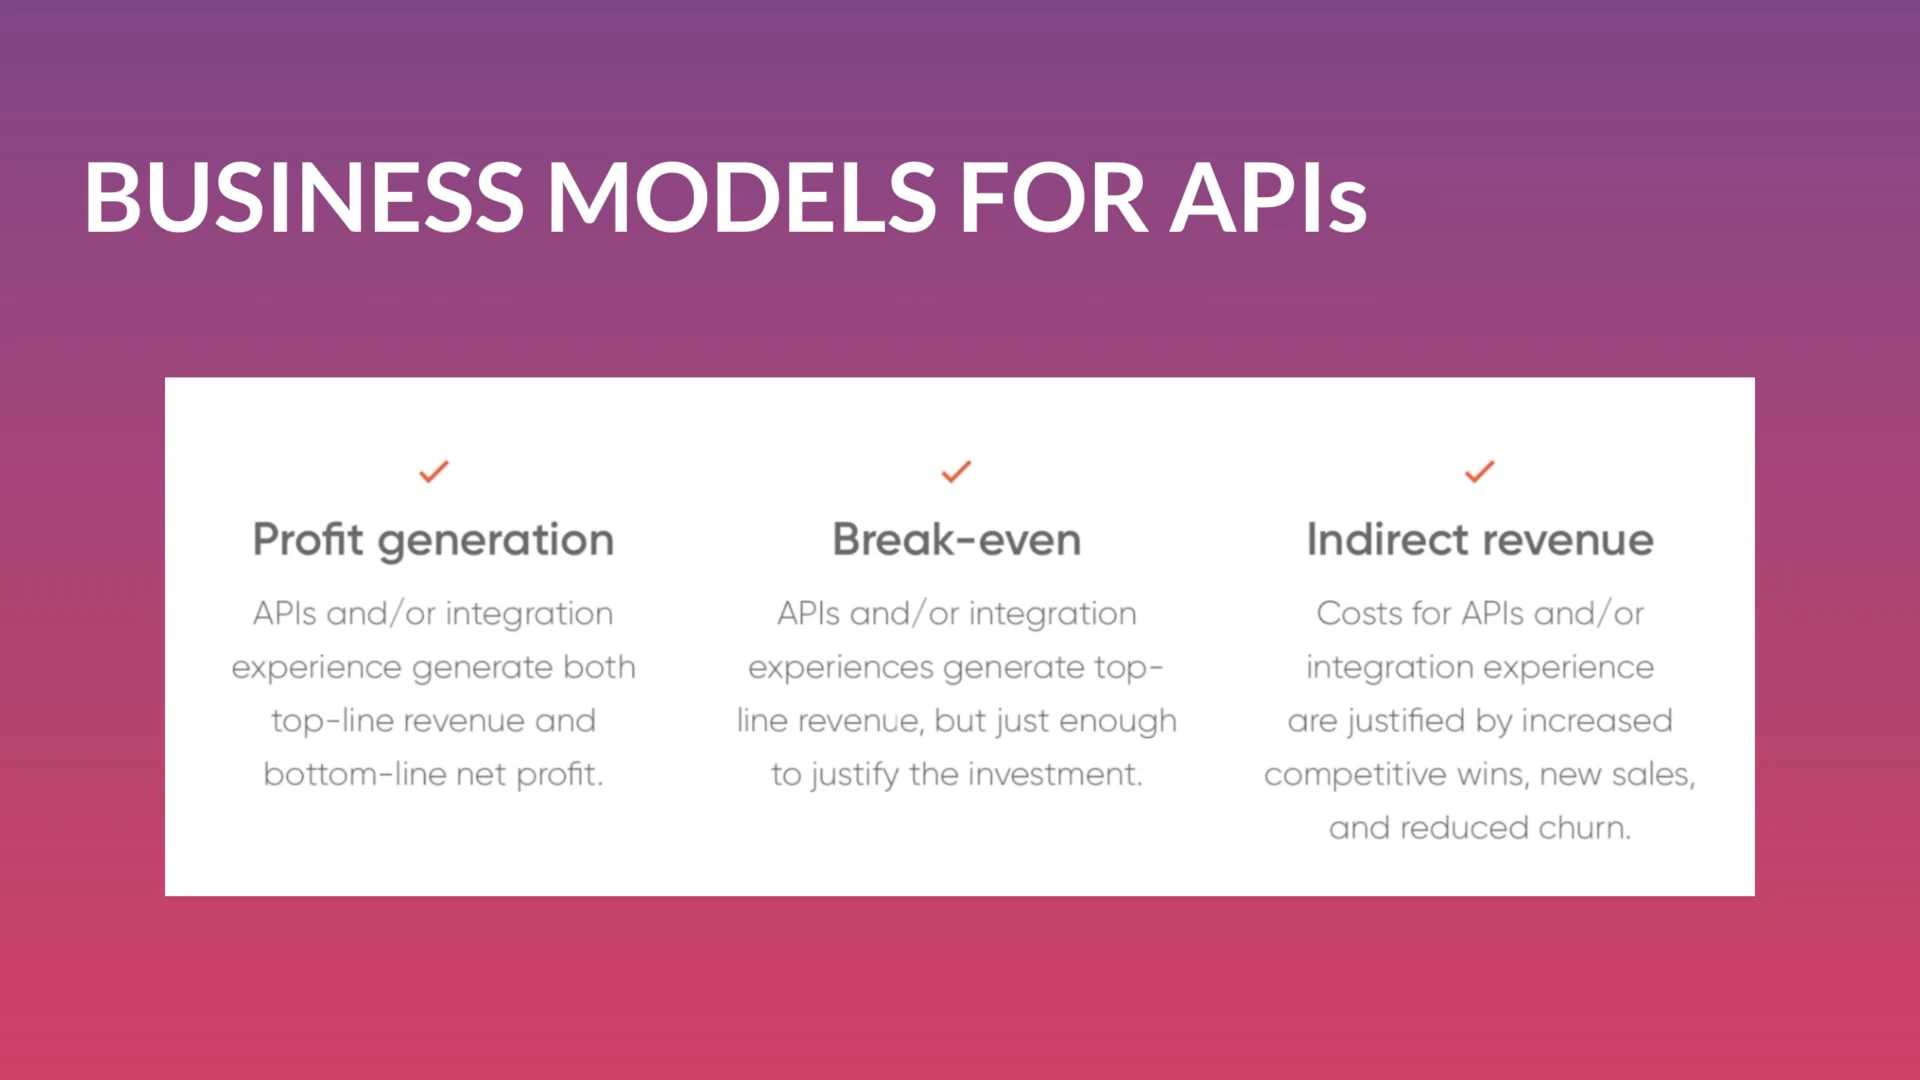 BUSINESS MODELS FOR APIs
Profit generation
APIs and/or integration
experience generate both
top-line revenue and
bottom-line net profit.
Break-even
APIs and/or integration
experiences generate top-
line revenue, but just enough
to justify the investment.
Indirect revenue
Costs for APIs and/or
integration experience
are justified by increased
competitive wins, new sales,
and reduced churn.